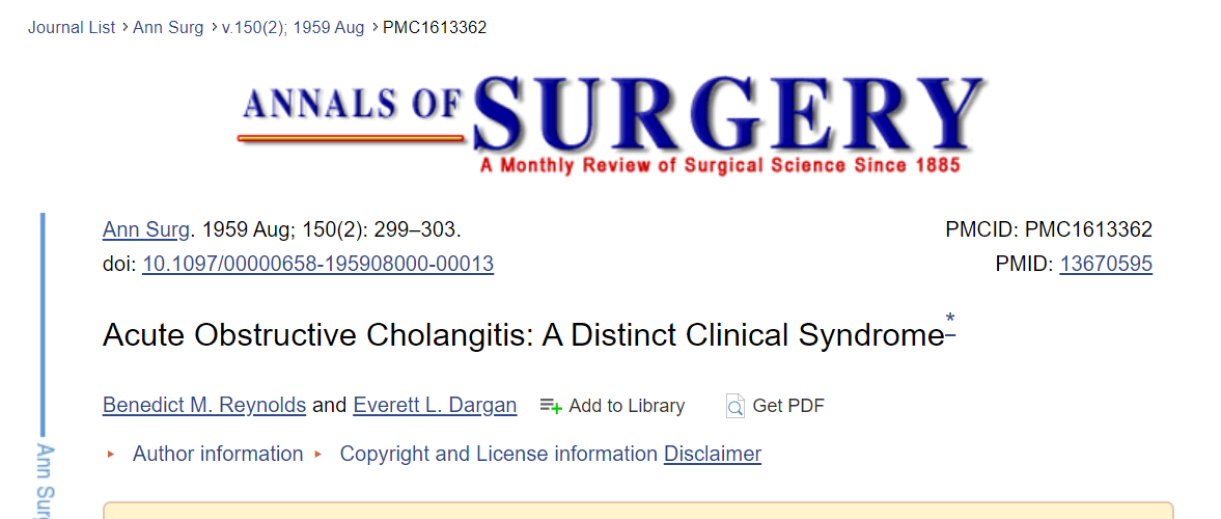 Journal List > Ann Surg > v.150(2); 1959 Aug > PMC1613362
ANNALS OF SURGERY
A Monthly Review of Surgical Science Since 1885
Ann Surg. 1959 Aug; 150(2): 299–303.
PMCID: PMC1613362
doi: 10.1097/00000658-195908000-00013
PMID: 13670595
Acute Obstructive Cholangitis: A Distinct Clinical Syndrome*
Benedict M. Reynolds and Everett L. Dargan Add to Library Get PDF
Author information Copyright and License information Disclaimer
Ann Surg